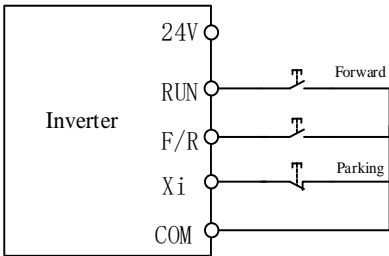 24V
RUN
Forward
Inverter
F/R
Xi
Parking
COM